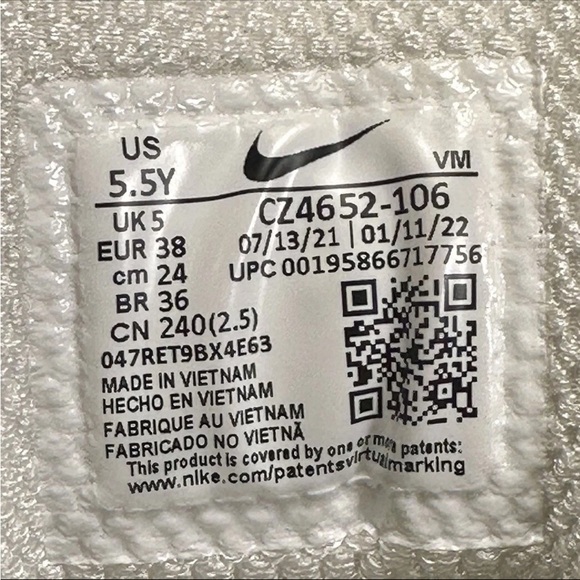 US
5.5Y
VM
UK 5
CZ4652-106
EUR 38
07/13/21 | 01/11/22
cm 24
UPC 00195866717756
BR 36
CN 240(2.5)
047RET9BX4E63
MADE IN VIETNAM
HECHO EN VIETNAM
FABRIQUE AU VIETNAM
FABRICADO NO VIETNÃ
This product is covered by one or more patents:
www.nike.com/patentsvirtualmarking